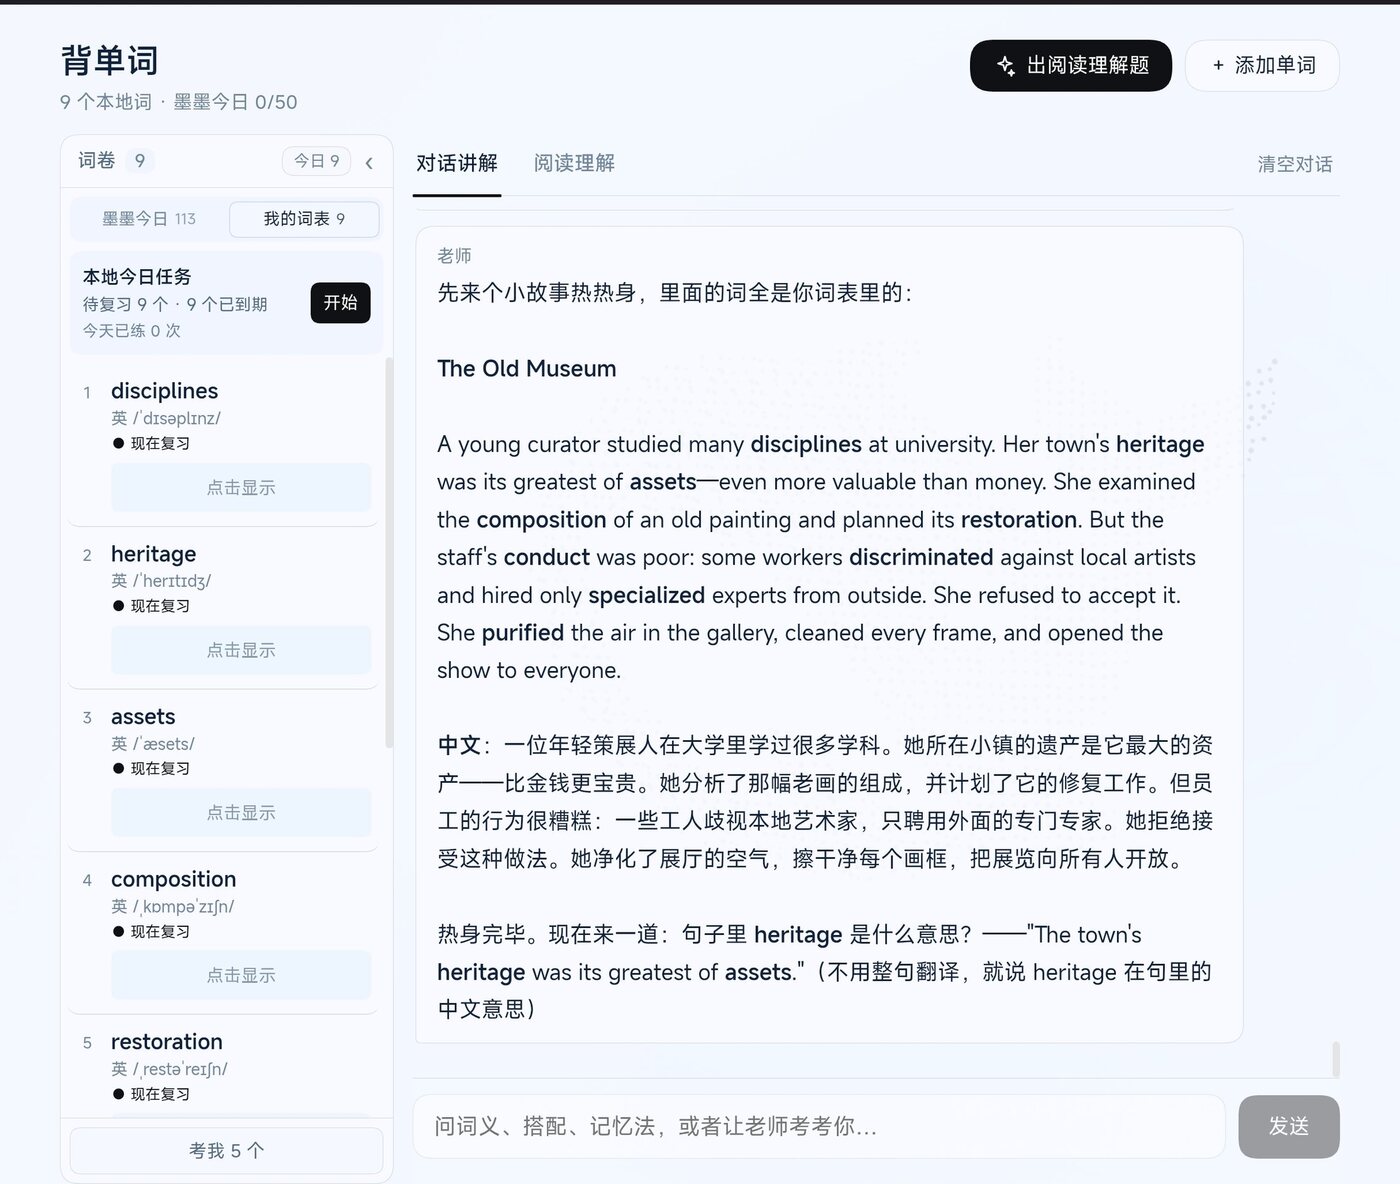 背单词
9 个本地词 · 墨墨今日 0/50
出阅读理解题
+ 添加单词
词卷 9
今日 9
‹
墨墨今日 113
我的词表 9
本地今日任务
待复习 9 个 · 9 个已到期
今天已练 0 次
开始
1 disciplines
英 /ˈdɪsəplɪnz/
● 现在复习
点击显示
2 heritage
英 /ˈherɪtɪdʒ/
● 现在复习
点击显示
3 assets
英 /ˈæsets/
● 现在复习
点击显示
4 composition
英 /ˌkɒmpəˈzɪʃn/
● 现在复习
点击显示
5 restoration
英 /ˌrestəˈreɪʃn/
● 现在复习
考我 5 个
对话讲解
阅读理解
清空对话
老师
先来个小故事热热身，里面的词全是你词表里的：
The Old Museum
A young curator studied many disciplines at university. Her town's heritage
was its greatest of assets—even more valuable than money. She examined
the composition of an old painting and planned its restoration. But the
staff's conduct was poor: some workers discriminated against local artists
and hired only specialized experts from outside. She refused to accept it.
She purified the air in the gallery, cleaned every frame, and opened the
show to everyone.
中文：一位年轻策展人在大学里学过很多学科。她所在小镇的遗产是它最大的资
产——比金钱更宝贵。她分析了那幅老画的组成，并计划了它的修复工作。但员
工的行为很糟糕：一些工人歧视本地艺术家，只聘用外面的专门专家。她拒绝接
受这种做法。她净化了展厅的空气，擦干净每个画框，把展览向所有人开放。
热身完毕。现在来一道：句子里 heritage 是什么意思？——"The town's
heritage was its greatest of assets."（不用整句翻译，就说 heritage 在句里的
中文意思）
问词义、搭配、记忆法，或者让老师考考你…
发送